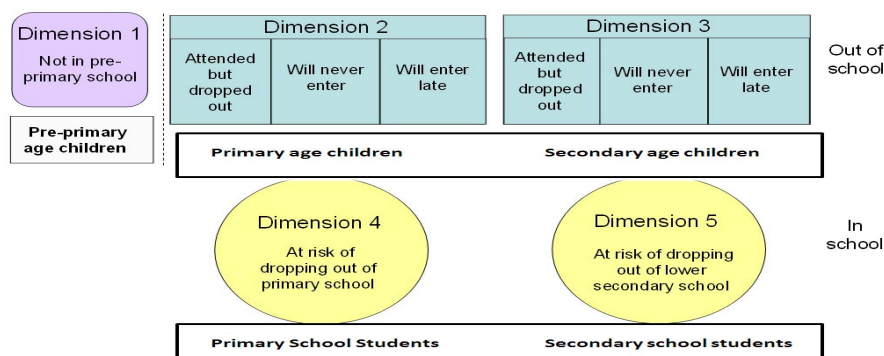 Dimension 1
Not in pre-
primary school
Pre-primary
age children
Dimension 2
Attended
but
dropped
out
Will never
enter
Will enter
late
Dimension 3
Attended
but
dropped
out
Will never
enter
Will enter
late
Out of
school
Primary age children
Secondary age children
Dimension 4
At risk of
dropping out of
primary school
Dimension 5
At risk of dropping
out of lower
secondary school
In
school
Primary School Students
Secondary school students